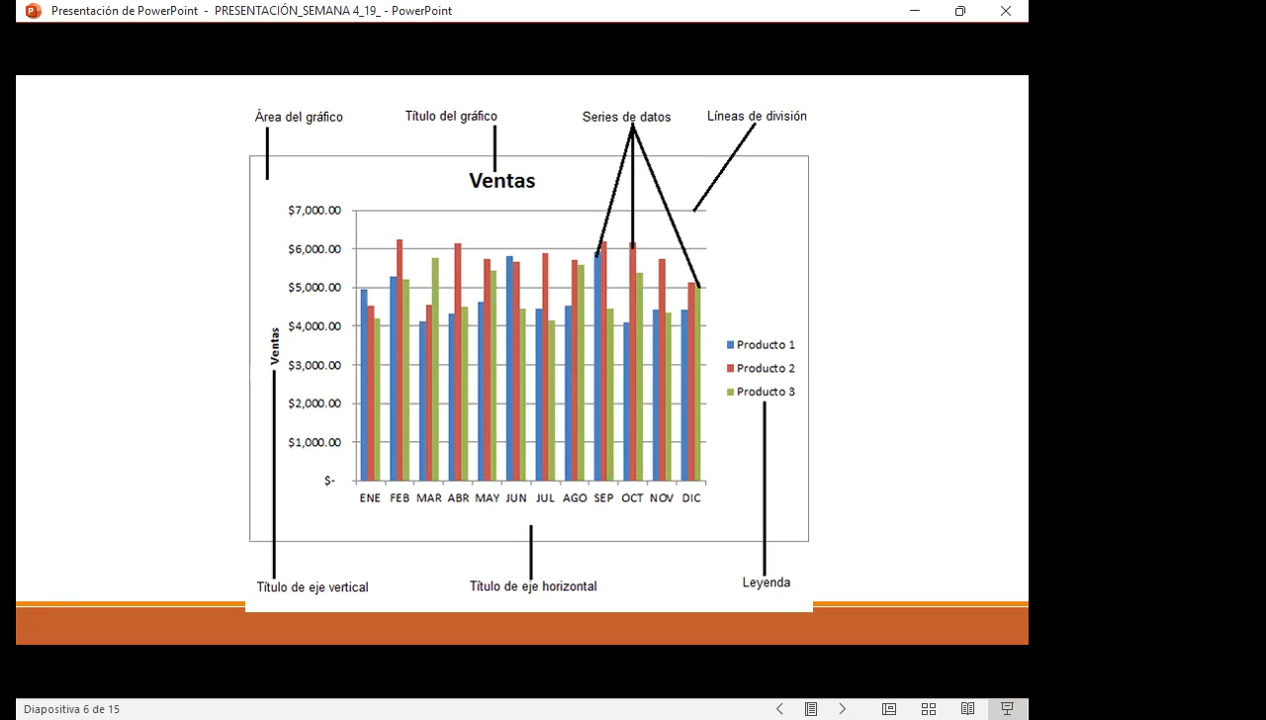 Presentación de PowerPoint - PRESENTACIÓN_SEMANA 4_19_ - PowerPoint
Área del gráfico
Título del gráfico
Series de datos
Líneas de división
Ventas
$7,000.00
$6,000.00
$5,000.00
$4,000.00
$3,000.00
$2,000.00
$1,000.00
$-
Ventas
Producto 1
Producto 2
Producto 3
ENE FEB MAR ABR MAY JUN JUL AGO SEP OCT NOV DIC
Título de eje vertical
Título de eje horizontal
Leyenda
Diapositiva 6 de 15